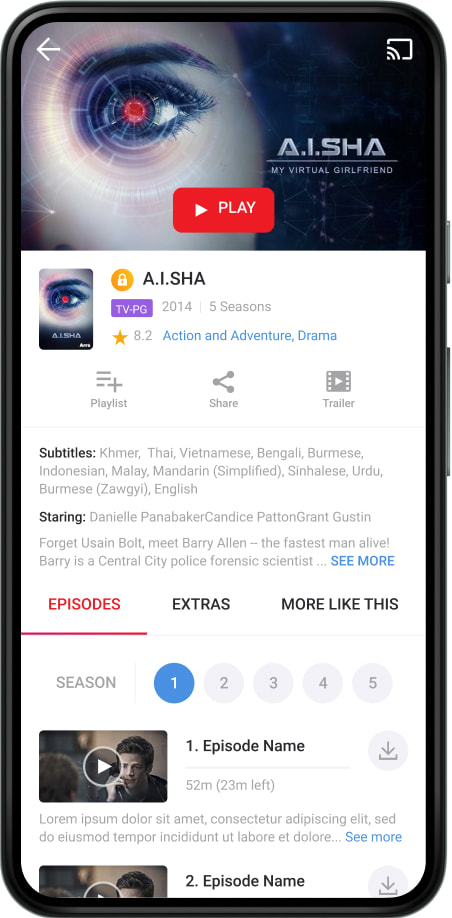 A.I.SHA
MY VIRTUAL GIRLFRIEND
PLAY
A.I.SHA
A.I.SHA
TV-PG 2014 | 5 Seasons
8.2 Action and Adventure, Drama
Playlist Share Trailer
Subtitles: Khmer, Thai, Vietnamese, Bengali, Burmese,
Indonesian, Malay, Mandarin (Simplified), Sinhalese, Urdu,
Burmese (Zawgyi), English
Staring: Danielle PanabakerCandice PattonGrant Gustin
Forget Usain Bolt, meet Barry Allen -- the fastest man alive!
Barry is a Central City police forensic scientist ... SEE MORE
EPISODES EXTRAS MORE LIKE THIS
SEASON 1 2 3 4 5
1. Episode Name
52m (23m left)
Lorem ipsum dolor sit amet, consectetur adipiscing elit, sed
do eiusmod tempor incididunt ut labore et dolore... See more
2. Episode Name